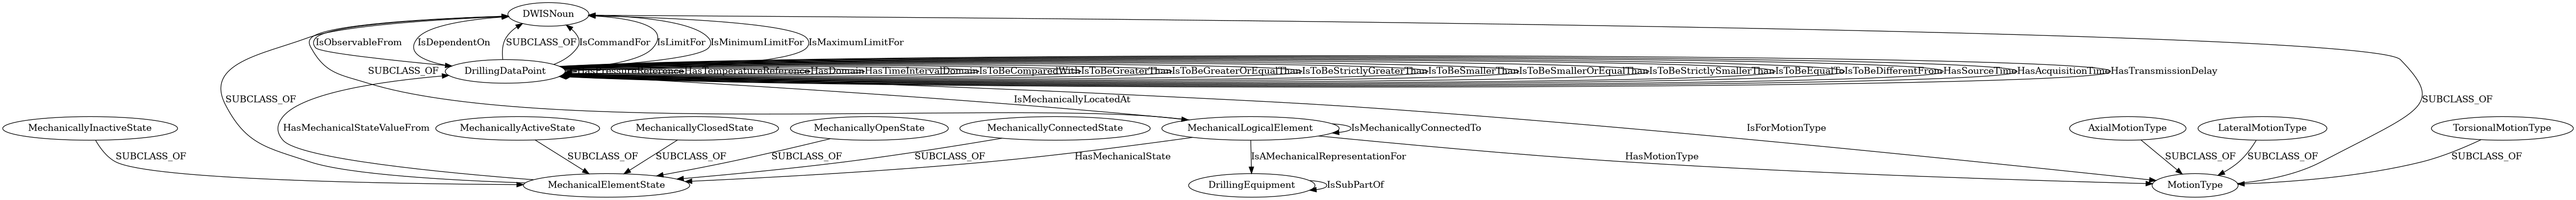 DWISNoun
IsObservableFrom
IsDependentOn
SUBCLASS_OF
IsCommandFor
IsLimitFor
IsMinimumLimitFor
IsMaximumLimitFor
DrillingDataPoint
HasTemperatureReference
HasDomain
HasTimeIntervalDomain
IsToBeComparedWith
IsToBeGreaterThan
IsToBeGreaterOrEqualThan
IsToBeStrictlyGreaterThan
IsToBeSmallerThan
IsToBeSmallerOrEqualThan
IsToBeStrictlySmallerThan
IsToBeEqualTo
IsToBeDifferentFrom
HasSourceTime
HasAcquisitionTime
HasTransmissionDelay
SUBCLASS_OF
SUBCLASS_OF
IsMechanicallyLocatedAt
SUBCLASS_OF
MechanicallyInactiveState
HasMechanicalStateValueFrom
MechanicallyActiveState
MechanicallyClosedState
MechanicallyOpenState
MechanicallyConnectedState
MechanicalLogicalElement
IsMechanicallyConnectedTo
IsForMotionType
AxialMotionType
LateralMotionType
TorsionalMotionType
SUBCLASS_OF
SUBCLASS_OF
SUBCLASS_OF
SUBCLASS_OF
SUBCLASS_OF
HasMechanicalState
IsAMechanicalRepresentationFor
HasMotionType
SUBCLASS_OF
SUBCLASS_OF
SUBCLASS_OF
MechanicalElementState
DrillingEquipment
IsSubPartOf
MotionType